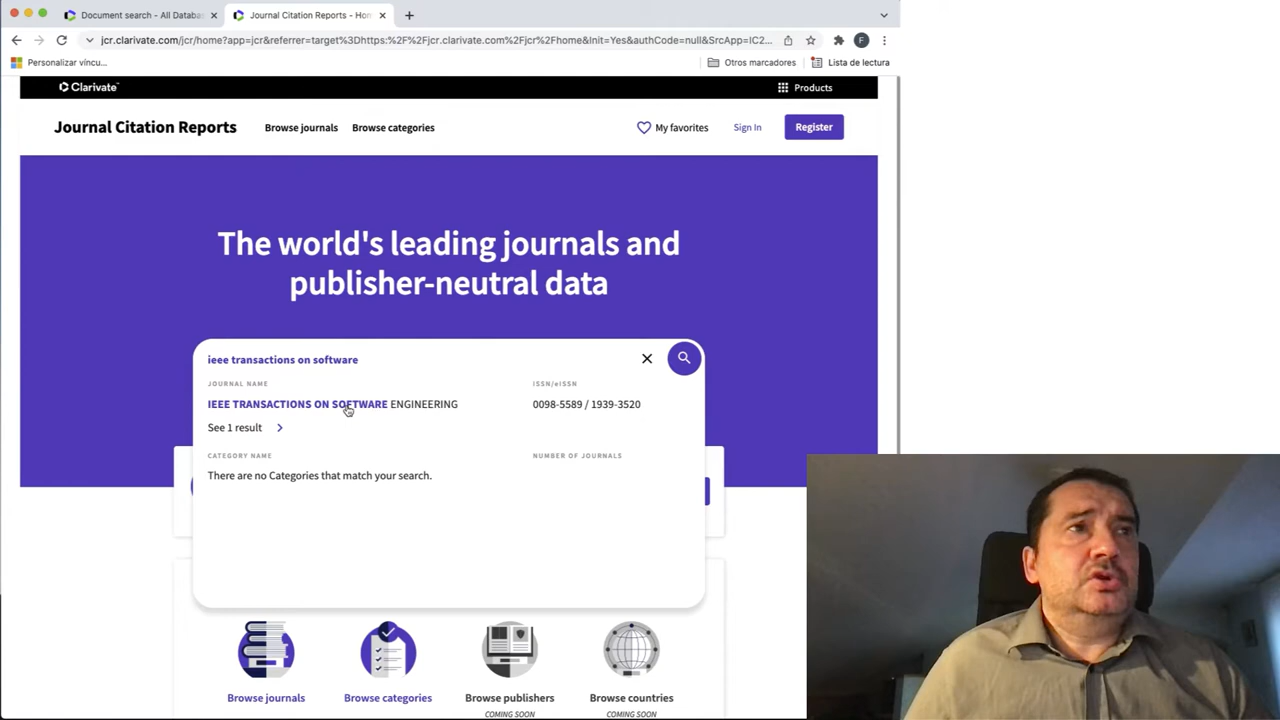 Document search - All Databa
Journal Citation Reports - Hom
jcr.clarivate.com/jcr/home?app=jcr&referrer=target%3Dhttps:%2F%2Fjcr.clarivate.com%2Fjcr%2Fhome&Init=Yes&authCode=null&SrcApp=IC2...
Personalizar víncu...
Otros marcadores
Lista de lectura
Clarivate
Products
Journal Citation Reports
Browse journals
Browse categories
My favorites
Sign In
Register
The world's leading journals and
publisher-neutral data
ieee transactions on software
JOURNAL NAME
ISSN/eISSN
IEEE TRANSACTIONS ON SOFTWARE ENGINEERING
0098-5589 / 1939-3520
See 1 result
CATEGORY NAME
NUMBER OF JOURNALS
There are no Categories that match your search.
Browse journals
Browse categories
Browse publishers
Browse countries
COMING SOON
COMING SOON